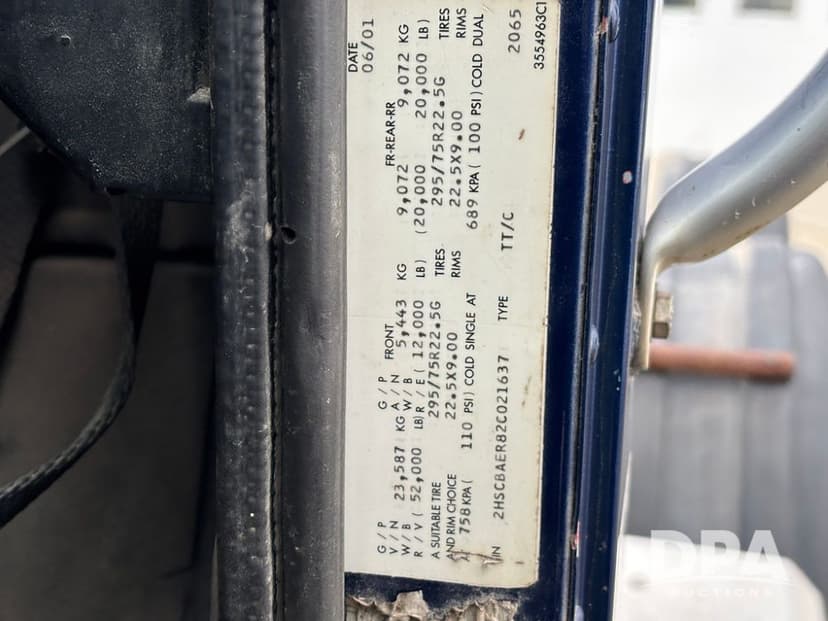 DATE
06/01
G / P G / P FRONT FR-REAR-RR
V / N 23,587 KG A / N 5,443 KG 9,072 9,072 KG
W / B W / B
R / V ( 52,000 LB) R / E ( 12,000 LB) (20,000 20,000 LB)
A SUITABLE TIRE 295/75R22.5G TIRES 295/75R22.5G TIRES
AND RIM CHOICE 22.5X9.00 RIMS 22.5X9.00 RIMS
758 KPA ( 110 PSI ) COLD SINGLE AT 689 KPA ( 100 PSI ) COLD DUAL
VIN 2HSCBAER82C021637 TYPE TT/C 2065
3554963C1
DPA
AUCTIONS